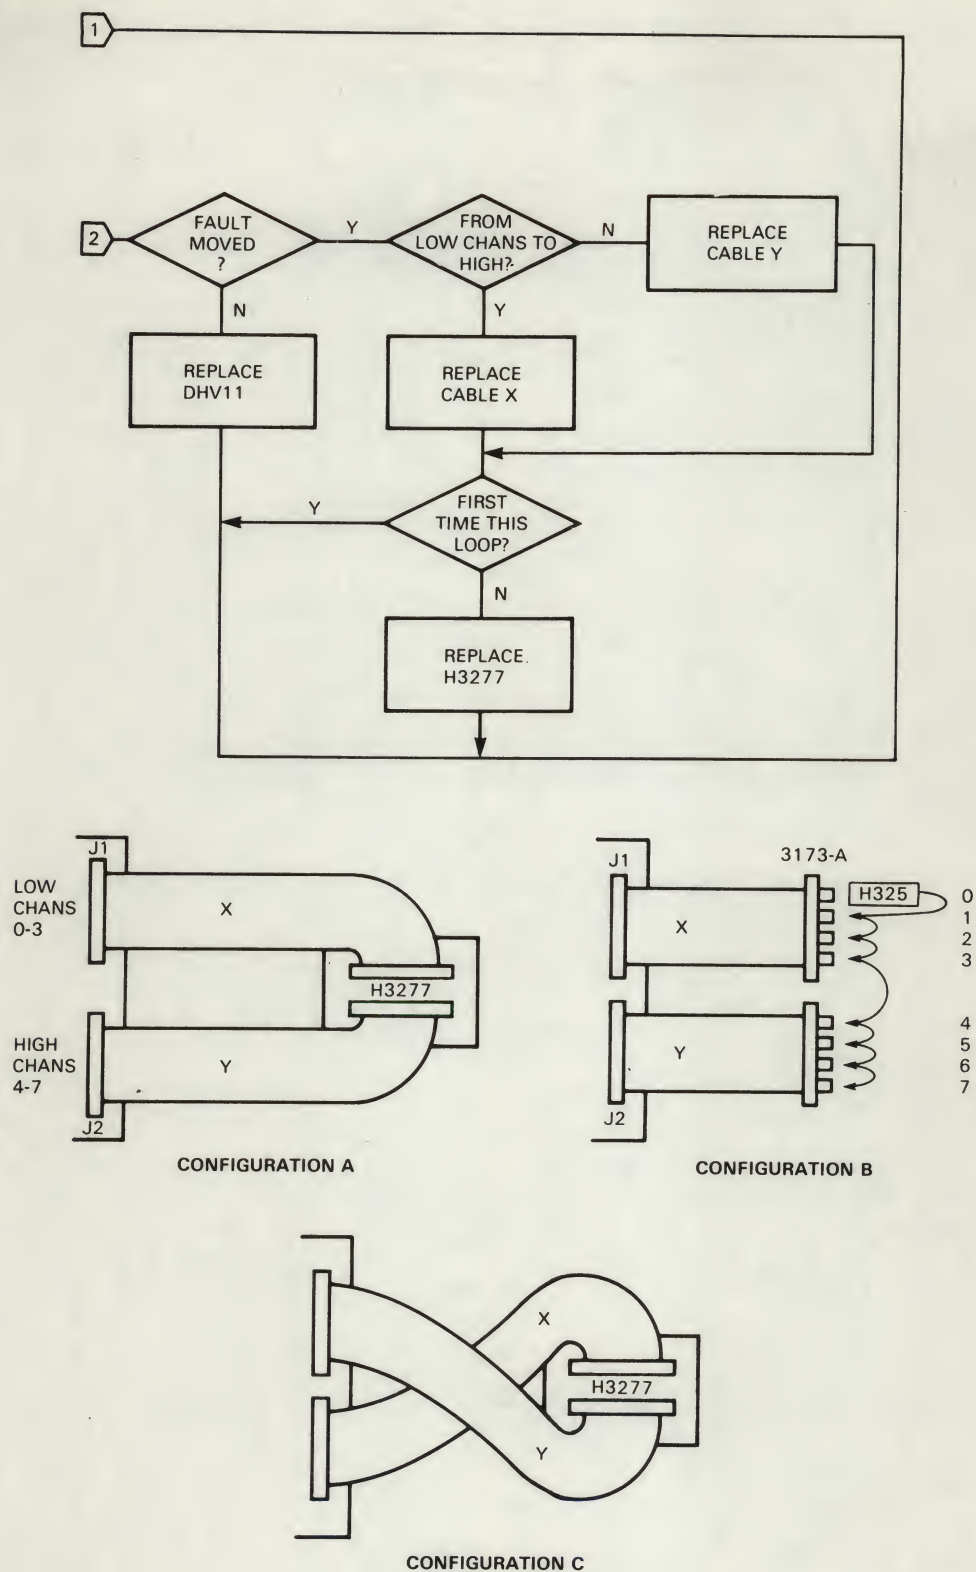 1
2
FAULT
MOVED
?
Y
FROM
LOW CHANS TO
HIGH?
N
REPLACE
CABLE Y
N
Y
REPLACE
DHV11
REPLACE
CABLE X
Y
FIRST
TIME THIS
LOOP?
N
REPLACE
H3277
J1
LOW
CHANS
0-3
X
H3277
HIGH
CHANS
4-7
Y
J2
CONFIGURATION A
J1
3173-A
H325
0
1
2
3
X
4
5
6
7
Y
J2
CONFIGURATION B
X
H3277
Y
CONFIGURATION C